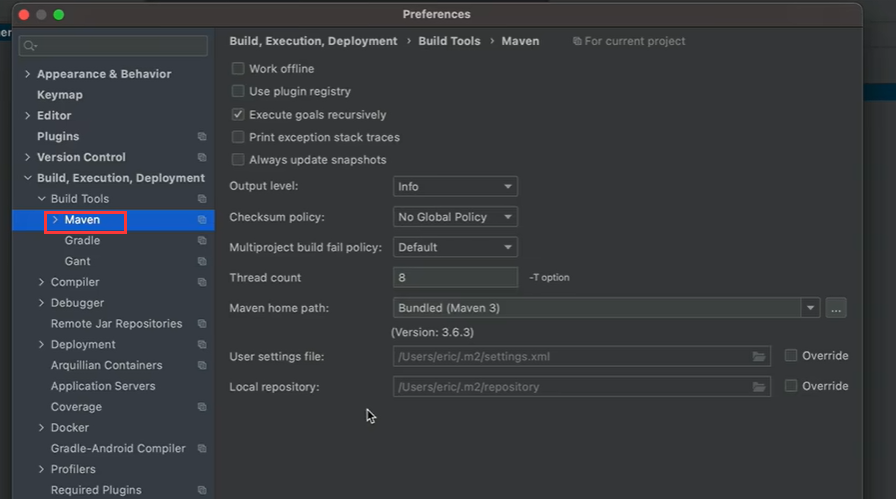 Preferences
Build, Execution, Deployment › Build Tools › Maven For current project
Appearance & Behavior
Keymap
Editor
Plugins
Version Control
Build, Execution, Deployment
Build Tools
Maven
Gradle
Gant
Compiler
Debugger
Remote Jar Repositories
Deployment
Arquillian Containers
Application Servers
Coverage
Docker
Gradle-Android Compiler
Profilers
Required Plugins
Work offline
Use plugin registry
Execute goals recursively
Print exception stack traces
Always update snapshots
Output level: Info
Checksum policy: No Global Policy
Multiproject build fail policy: Default
Thread count 8 -T option
Maven home path: Bundled (Maven 3) ...
(Version: 3.6.3)
User settings file: /Users/eric/.m2/settings.xml Override
Local repository: /Users/eric/.m2/repository Override